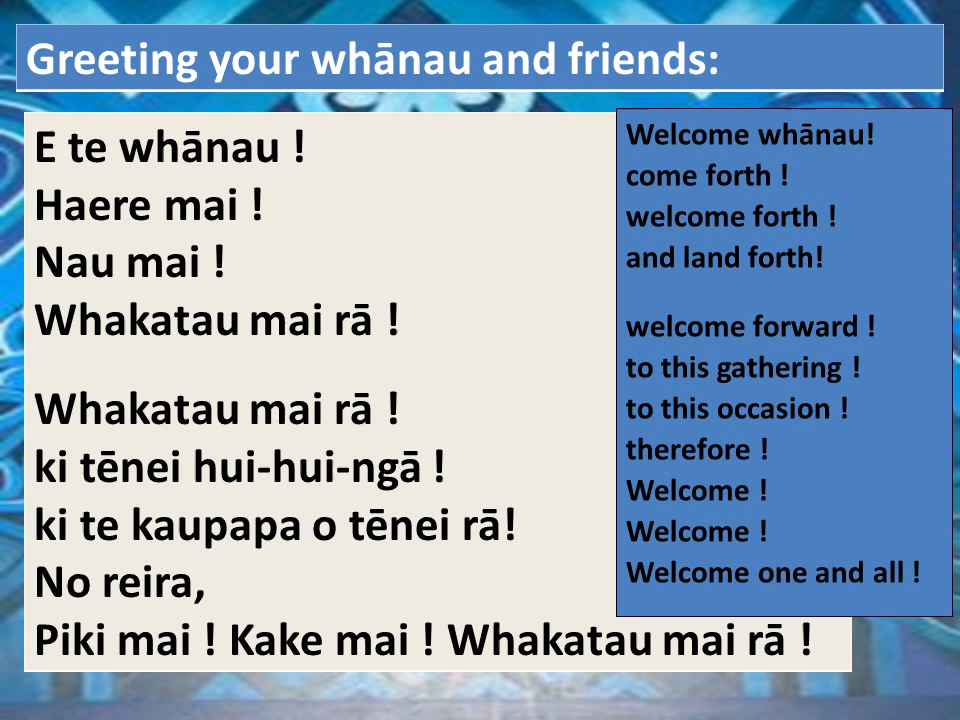 Greeting your whānau and friends:
E te whānau !
Haere mai !
Nau mai !
Whakatau mai rā !
Whakatau mai rā !
ki tēnei hui-hui-ngā !
ki te kaupapa o tēnei rā!
No reira,
Piki mai ! Kake mai ! Whakatau mai rā !
Welcome whānau!
come forth !
welcome forth !
and land forth!
welcome forward !
to this gathering !
to this occasion !
therefore !
Welcome !
Welcome !
Welcome one and all !